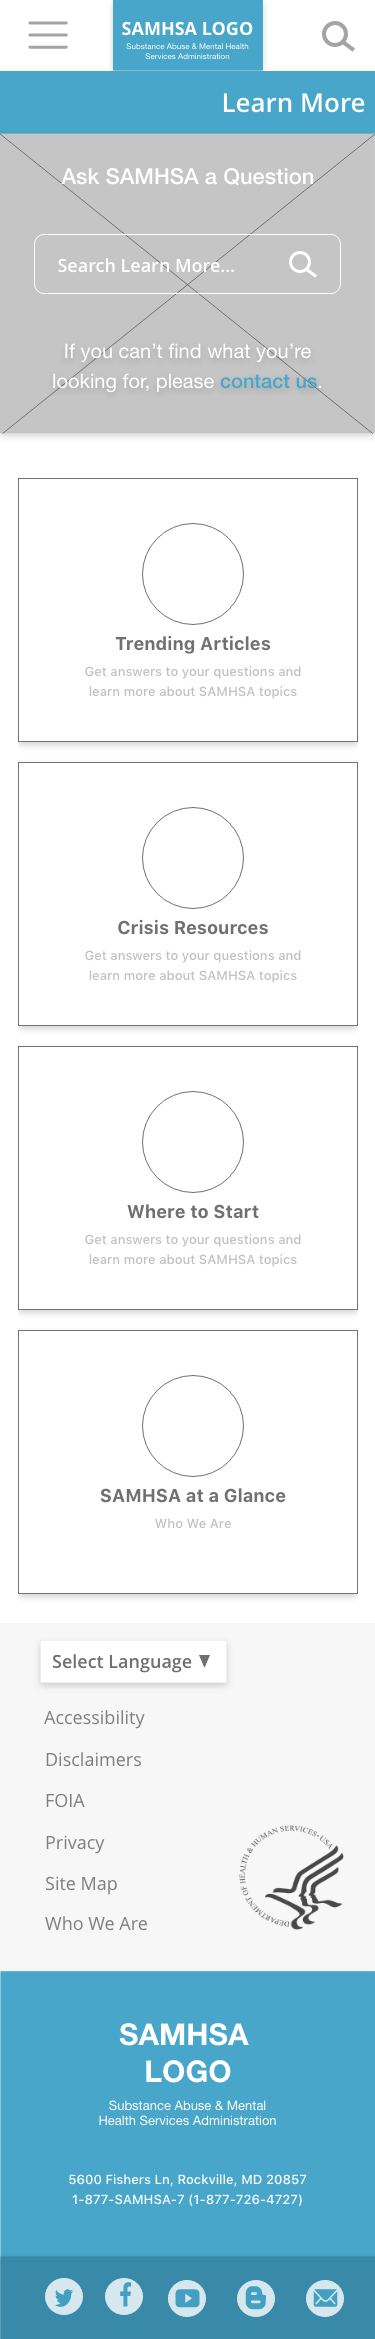 SAMHSA LOGO
Substance Abuse & Mental Health
Services Administration
Learn More
Ask SAMHSA a Question
Search Learn More...
If you can’t find what you’re
looking for, please contact us.
Trending Articles
Get answers to your questions and
learn more about SAMHSA topics
Crisis Resources
Get answers to your questions and
learn more about SAMHSA topics
Where to Start
Get answers to your questions and
learn more about SAMHSA topics
SAMHSA at a Glance
Who We Are
Select Language ▼
Accessibility
Disclaimers
FOIA
Privacy
Site Map
Who We Are
DEPARTMENT OF HEALTH & HUMAN SERVICES·USA
SAMHSA
LOGO
Substance Abuse & Mental
Health Services Administration
5600 Fishers Ln, Rockville, MD 20857
1-877-SAMHSA-7 (1-877-726-4727)